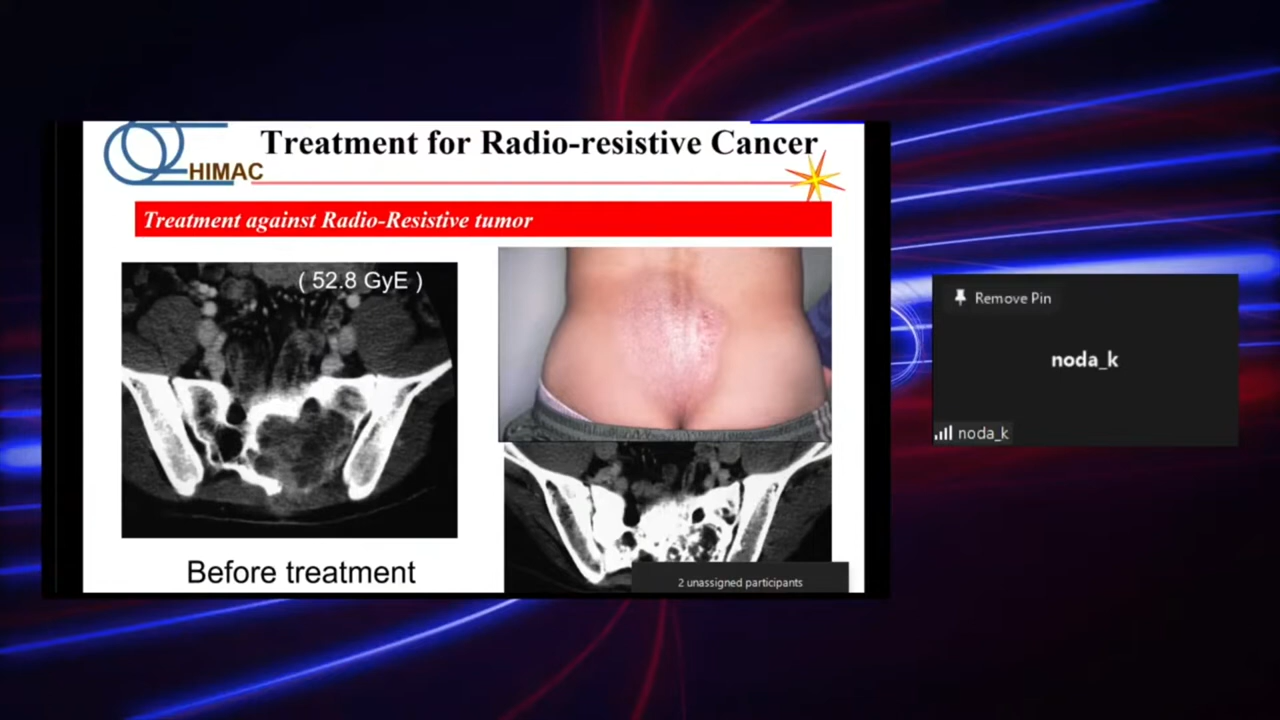 Treatment for Radio-resistive Cancer
HIMAC
Treatment against Radio-Resistive tumor
( 52.8 GyE )
Before treatment
2 unassigned participants
Remove Pin
noda_k
noda_k